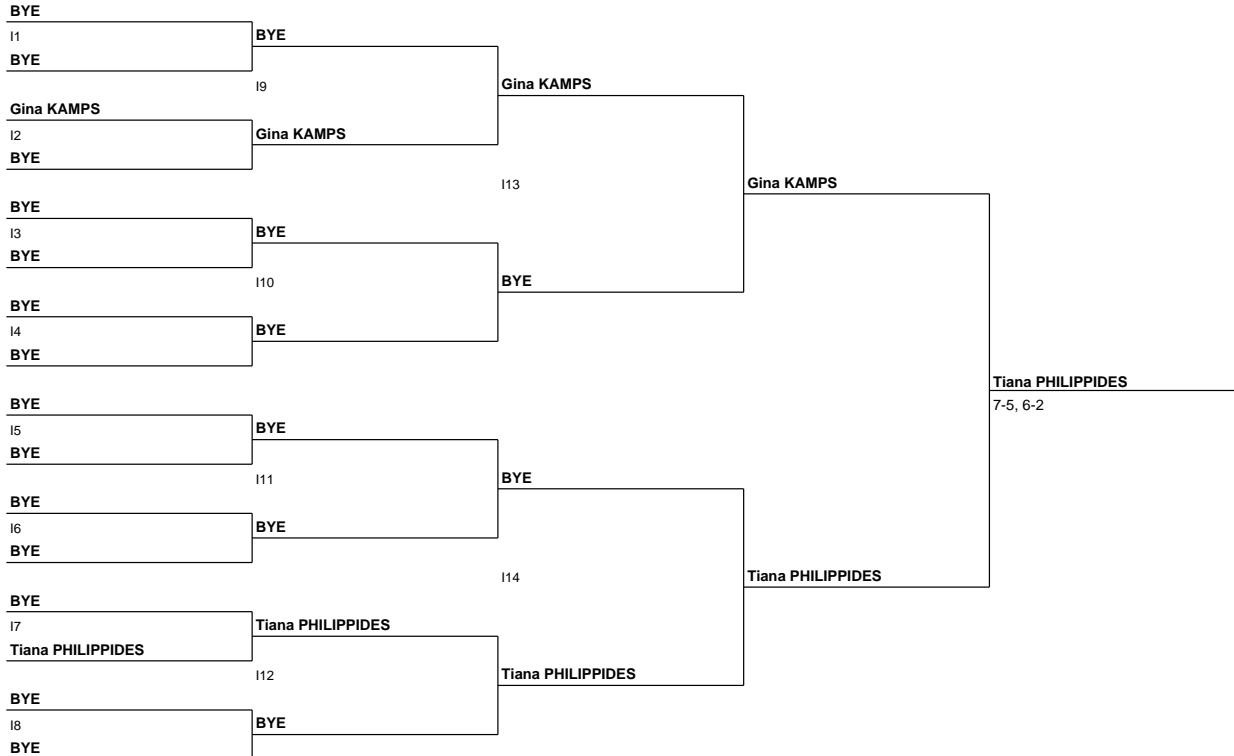 BYE
I1
BYE
BYE
I9
Gina KAMPS
Gina KAMPS
I2
Gina KAMPS
BYE
I13
Gina KAMPS
BYE
I3
BYE
BYE
I10
BYE
BYE
I4
BYE
BYE
Tiana PHILIPPIDES
7-5, 6-2
BYE
I5
BYE
BYE
I11
BYE
BYE
I6
BYE
BYE
I14
Tiana PHILIPPIDES
BYE
I7
Tiana PHILIPPIDES
Tiana PHILIPPIDES
I12
Tiana PHILIPPIDES
BYE
I8
BYE
BYE